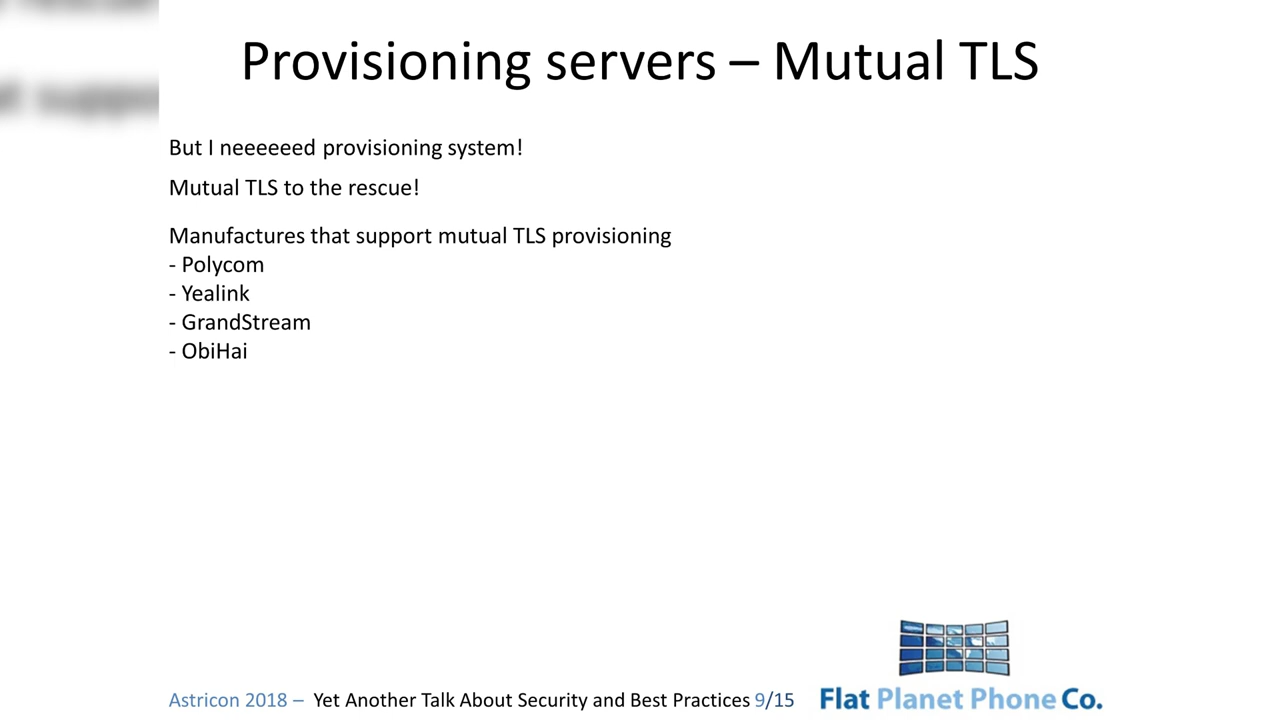 Provisioning servers – Mutual TLS
But I neeeeeed provisioning system!
Mutual TLS to the rescue!
Manufactures that support mutual TLS provisioning
- Polycom
- Yealink
- GrandStream
- ObiHai
Astricon 2018 – Yet Another Talk About Security and Best Practices 9/15
Flat Planet Phone Co.